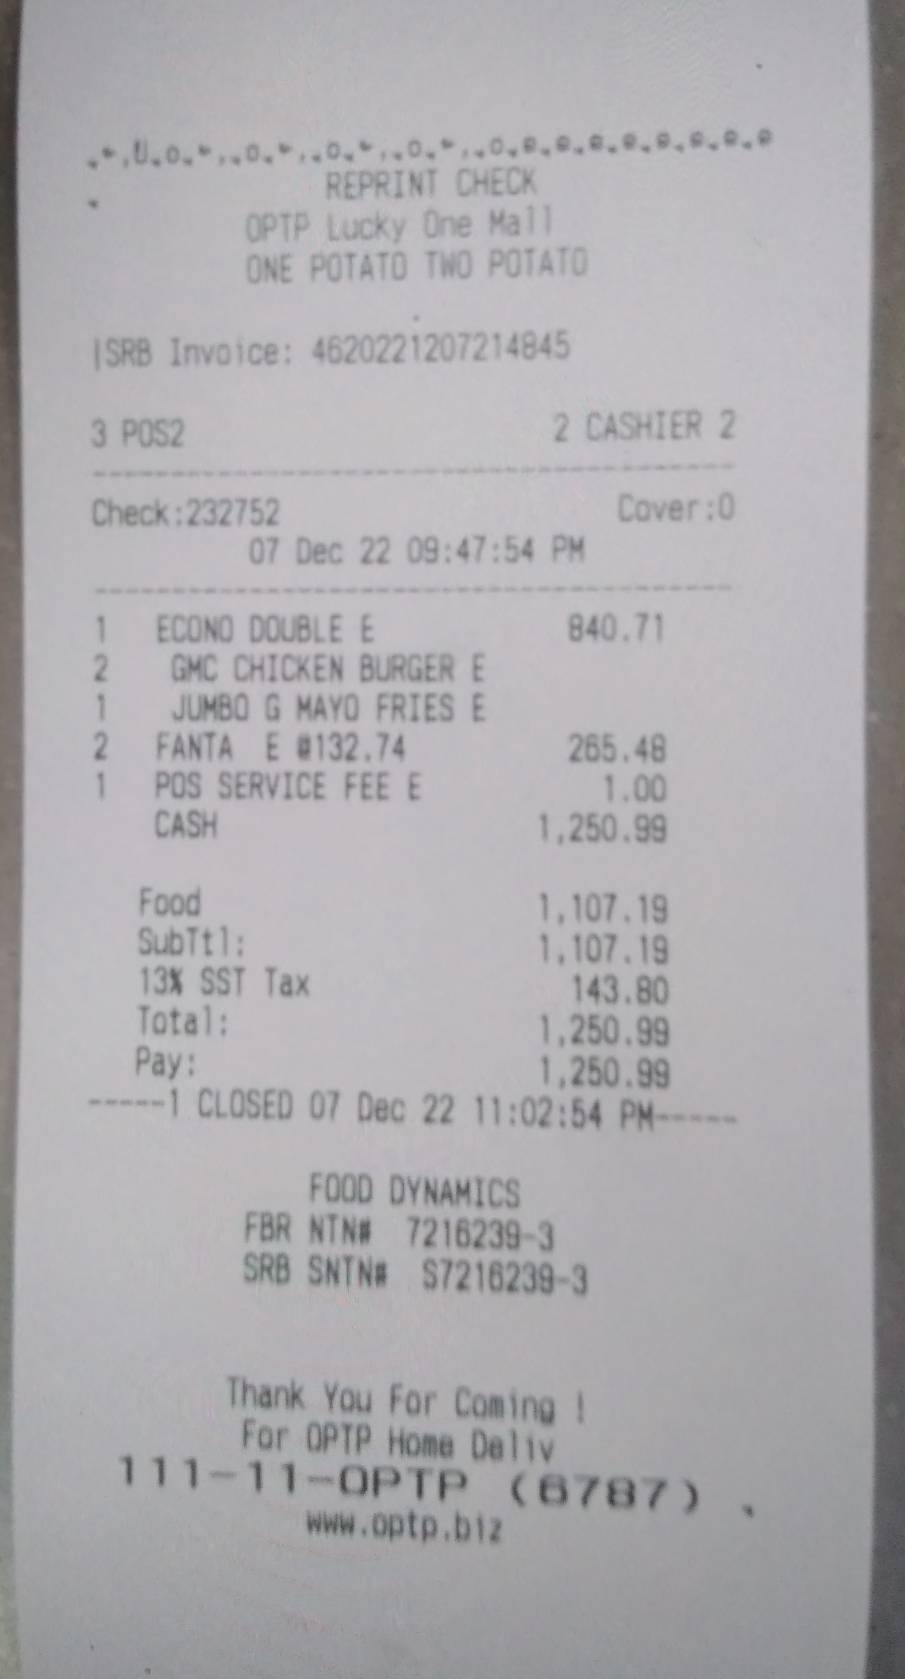 REPRINT CHECK
OPTP Lucky One Mall
ONE POTATO TWO POTATO
|SRB Invoice: 4620221207214845
3 POS2 2 CASHIER 2
Check:232752 Cover:0
07 Dec 22 09:47:54 PM
1 ECONO DOUBLE E 840.71
2 GMC CHICKEN BURGER E
1 JUMBO G MAYO FRIES E
2 FANTA E @132.74 265.48
1 POS SERVICE FEE E 1.00
CASH 1,250.99
Food 1,107.19
SubTtl: 1,107.19
13% SST Tax 143.80
Total: 1,250.99
Pay: 1,250.99
-----1 CLOSED 07 Dec 22 11:02:54 PM-----
FOOD DYNAMICS
FBR NTN# 7216239-3
SRB SNTN# S7216239-3
Thank You For Coming !
For OPTP Home Deliv
111-11-OPTP (6787) .
www.optp.biz